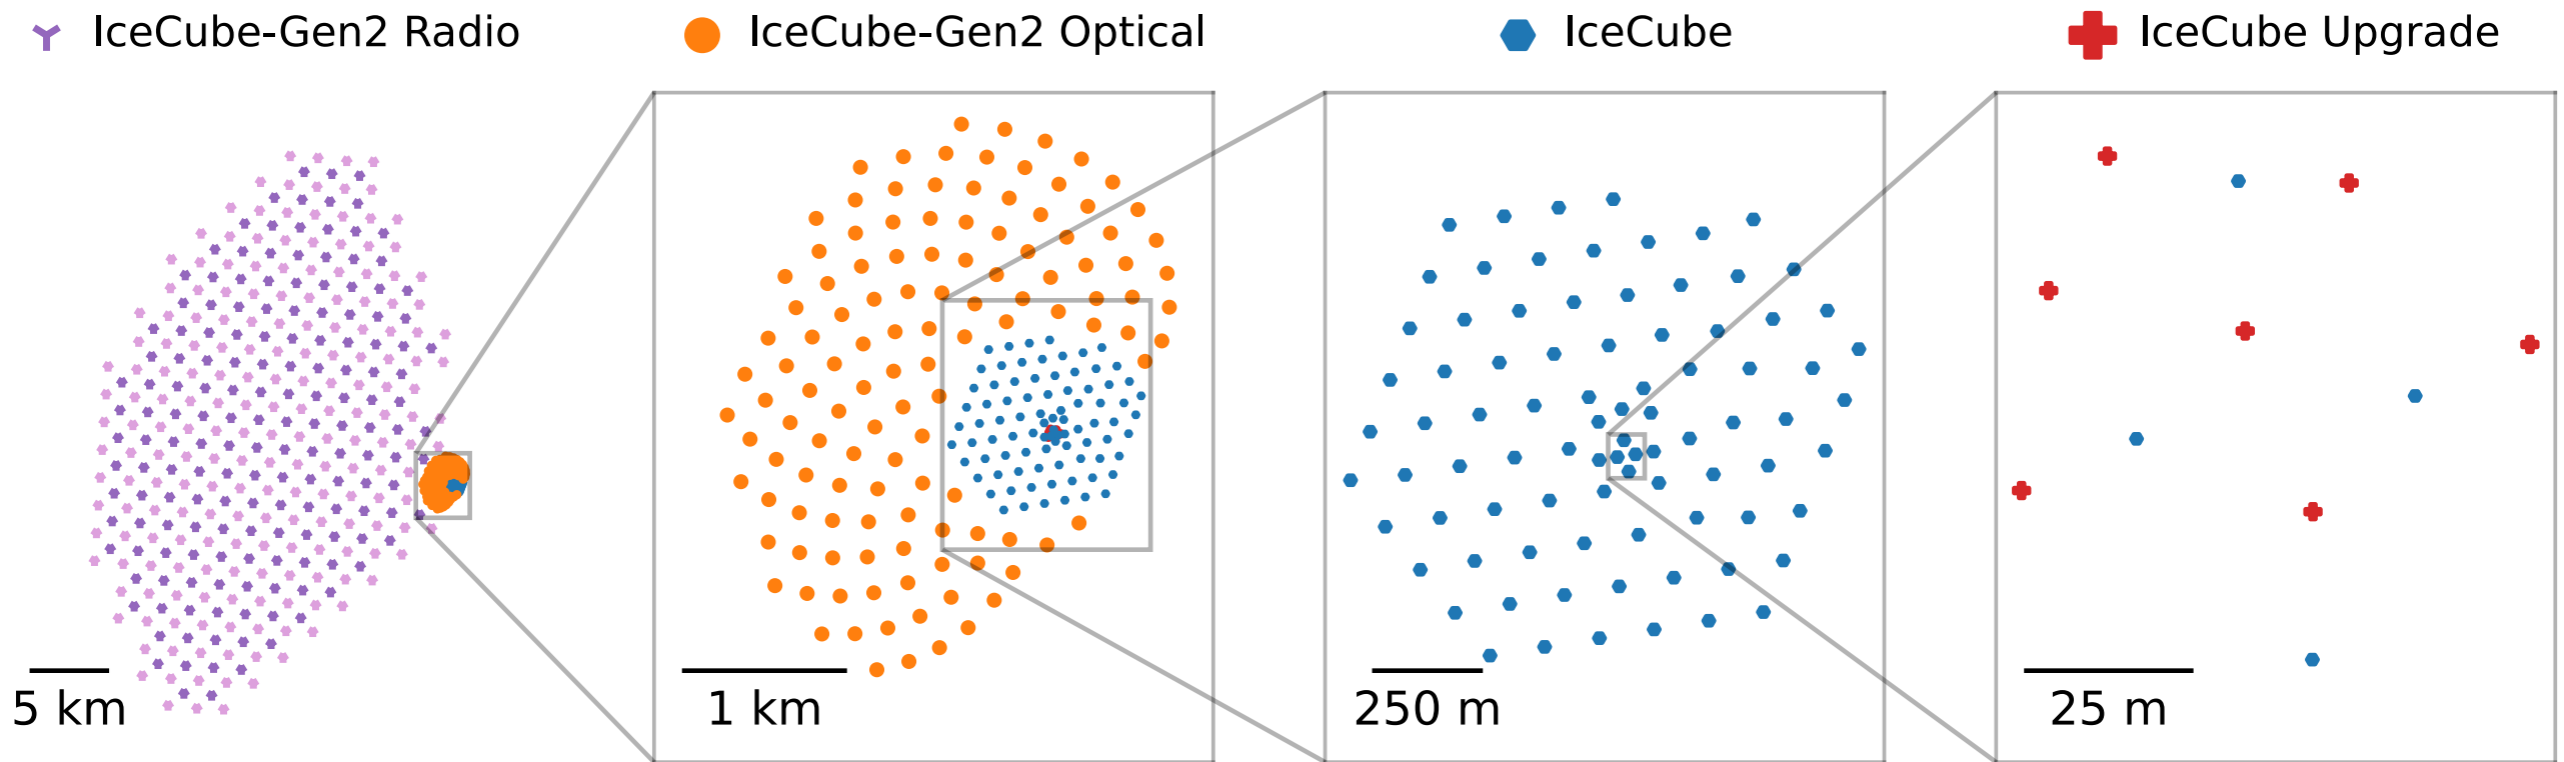 IceCube-Gen2 Radio
IceCube-Gen2 Optical
IceCube
IceCube Upgrade
5 km
1 km
250 m
25 m